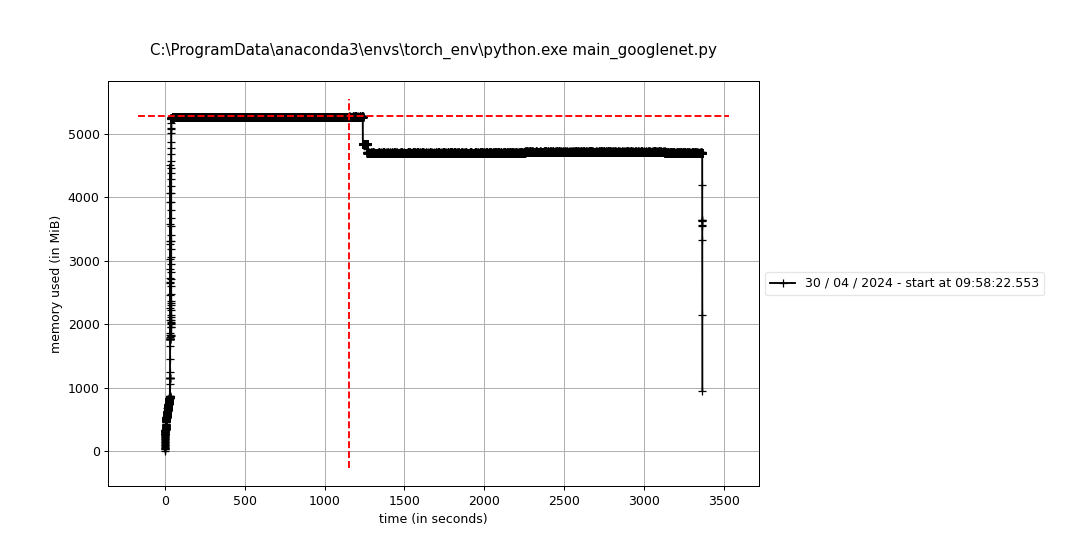 C:\ProgramData\anaconda3\envs\torch_env\python.exe main_googlenet.py
memory used (in MiB)
5000
4000
3000
2000
1000
0
30 / 04 / 2024 - start at 09:58:22.553
0 500 1000 1500 2000 2500 3000 3500
time (in seconds)